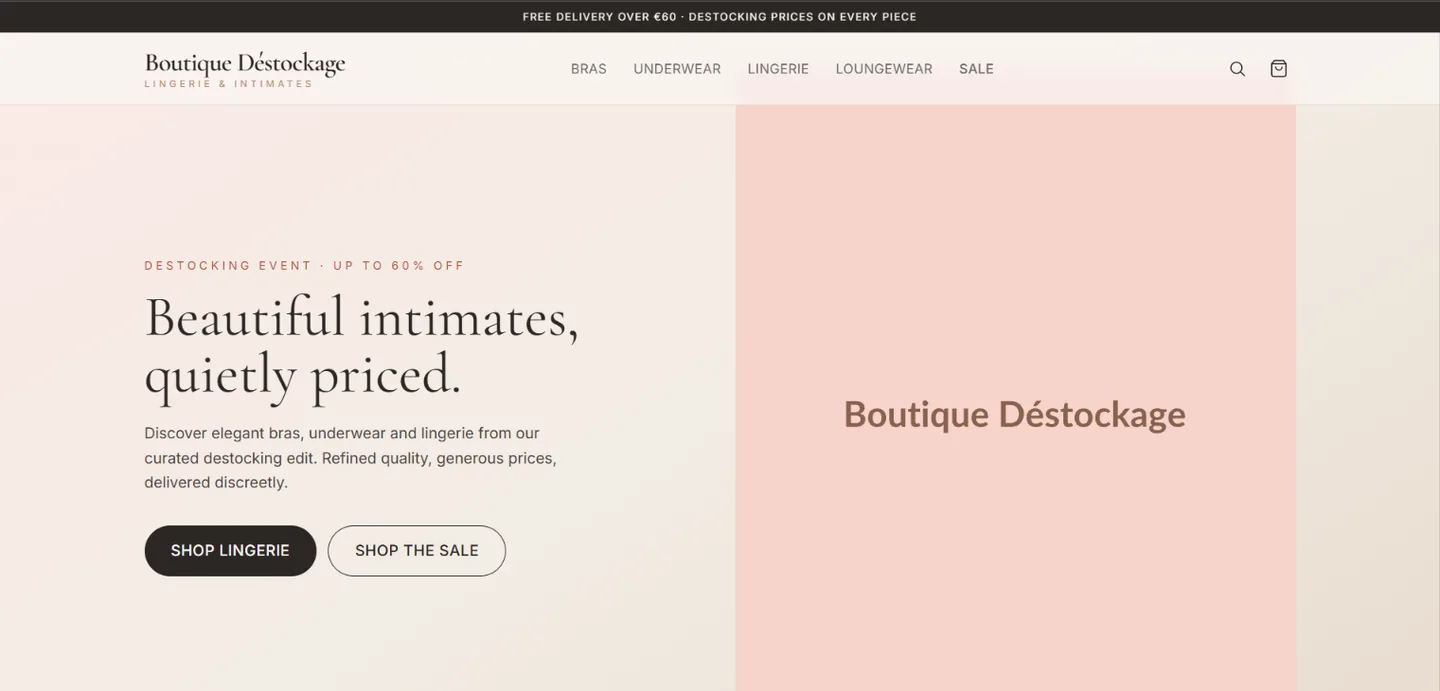 FREE DELIVERY OVER €60 · DESTOCKING PRICES ON EVERY PIECE
Boutique Déstockage
LINGERIE & INTIMATES
BRAS UNDERWEAR LINGERIE LOUNGEWEAR SALE
DESTOCKING EVENT · UP TO 60% OFF
Beautiful intimates,
quietly priced.
Discover elegant bras, underwear and lingerie from our
curated destocking edit. Refined quality, generous prices,
delivered discreetly.
SHOP LINGERIE SHOP THE SALE
Boutique Déstockage